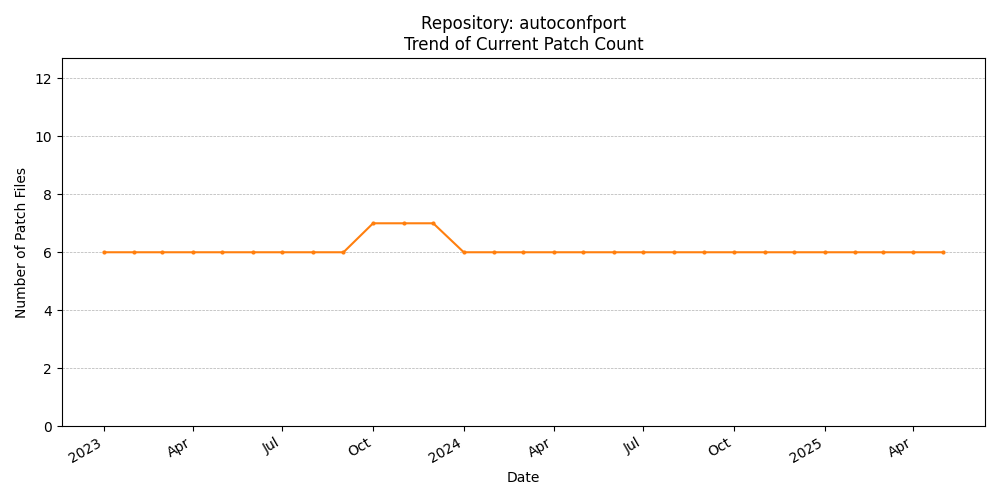 Repository: autoconfport
Trend of Current Patch Count
Number of Patch Files
12
10
8
6
4
2
0
2023
Apr
Jul
Oct
2024
Apr
Jul
Oct
2025
Apr
Date